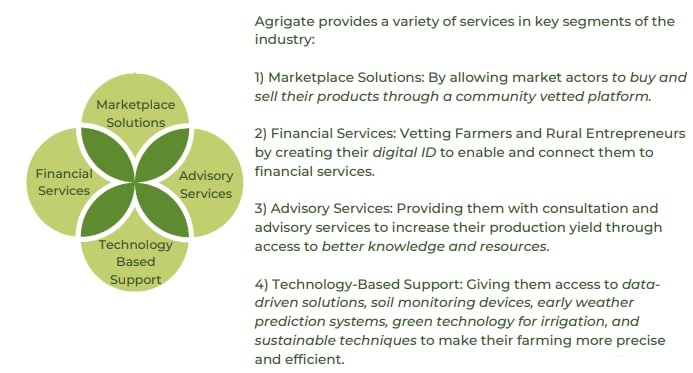 Marketplace
Solutions
Financial
Services
Advisory
Services
Technology
Based
Support
Agrigate provides a variety of services in key segments of the
industry:
1) Marketplace Solutions: By allowing market actors to buy and
sell their products through a community vetted platform.
2) Financial Services: Vetting Farmers and Rural Entrepreneurs
by creating their digital ID to enable and connect them to
financial services.
3) Advisory Services: Providing them with consultation and
advisory services to increase their production yield through
access to better knowledge and resources.
4) Technology-Based Support: Giving them access to data-
driven solutions, soil monitoring devices, early weather
prediction systems, green technology for irrigation, and
sustainable techniques to make their farming more precise
and efficient.